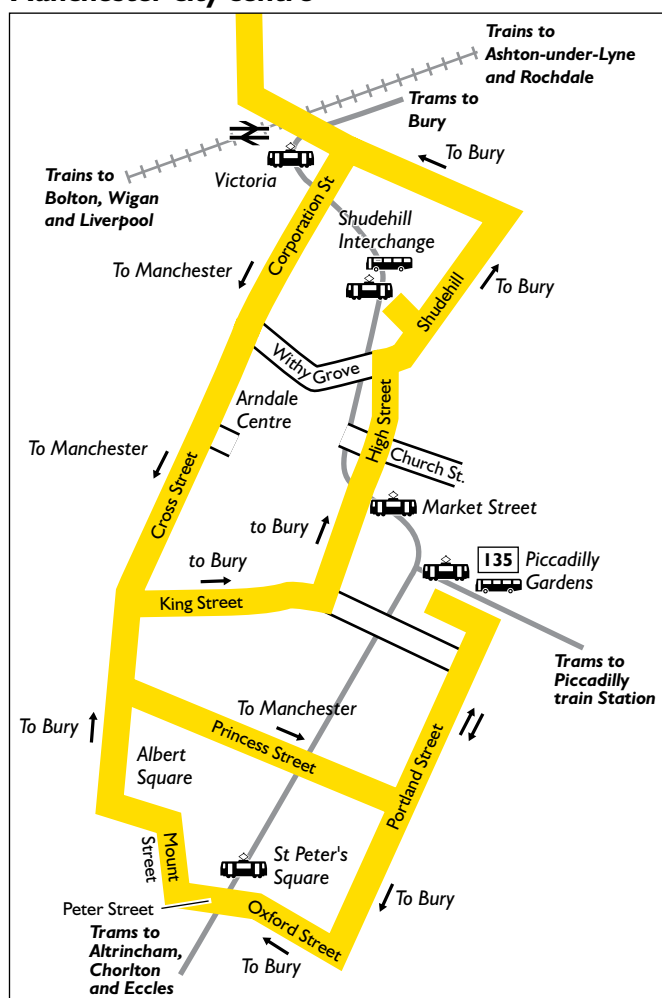 Trains to
Ashton-under-Lyne
and Rochdale
Trams to
Bury
To Bury
Trains to
Bolton, Wigan
and Liverpool
Victoria
Corporation St
Shudehill
Interchange
To Manchester
Shudehill
To Bury
Withy Grove
Arndale
Centre
High Street
Church St.
To Manchester
Cross Street
Market Street
to Bury
to Bury
135 Piccadilly
Gardens
King Street
Trams to
Piccadilly
train Station
To Manchester
To Bury
Princess Street
Portland Street
Albert
Square
Mount
Street
St Peter's
Square
To Bury
Peter Street
Oxford Street
Trams to
Altrincham,
Chorlton
and Eccles
To Bury